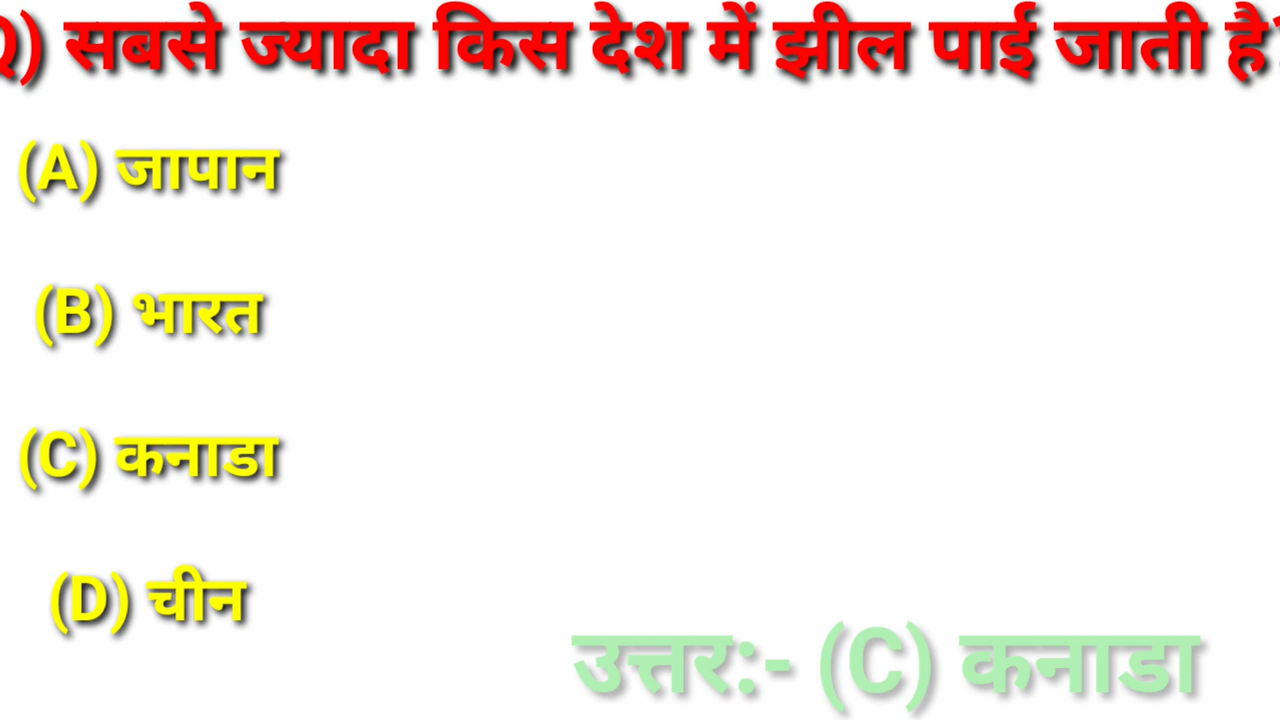 Q) सबसे ज्यादा किस देश में झील पाई जाती है?
(A) जापान
(B) भारत
(C) कनाडा
(D) चीन
उत्तर:- (C) कनाडा